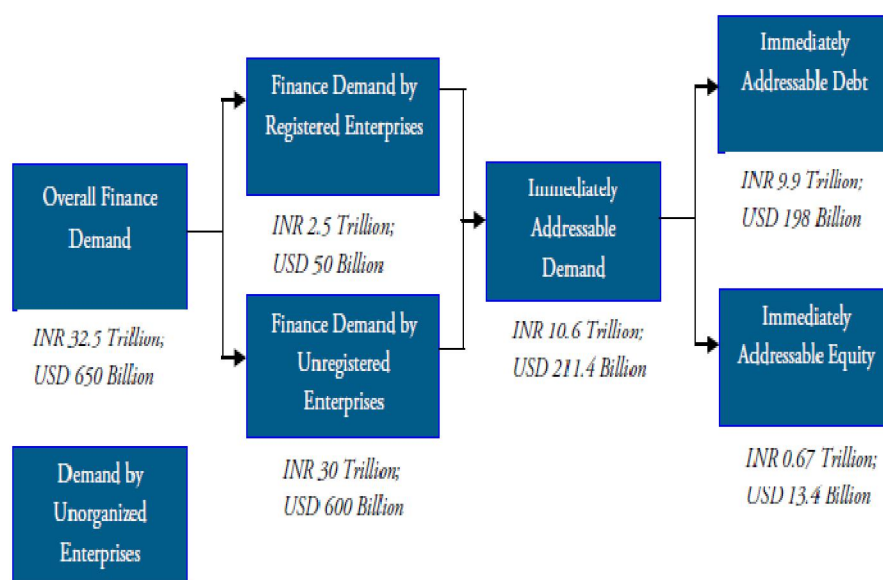 Overall Finance
Demand
INR 32.5 Trillion;
USD 650 Billion
Demand by
Unorganized
Enterprises
Finance Demand by
Registered Enterprises
INR 2.5 Trillion;
USD 50 Billion
Finance Demand by
Unregistered
Enterprises
INR 30 Trillion;
USD 600 Billion
Immediately
Addressable
Demand
INR 10.6 Trillion;
USD 211.4 Billion
Immediately
Addressable Debt
INR 9.9 Trillion;
USD 198 Billion
Immediately
Addressable Equity
INR 0.67 Trillion;
USD 13.4 Billion